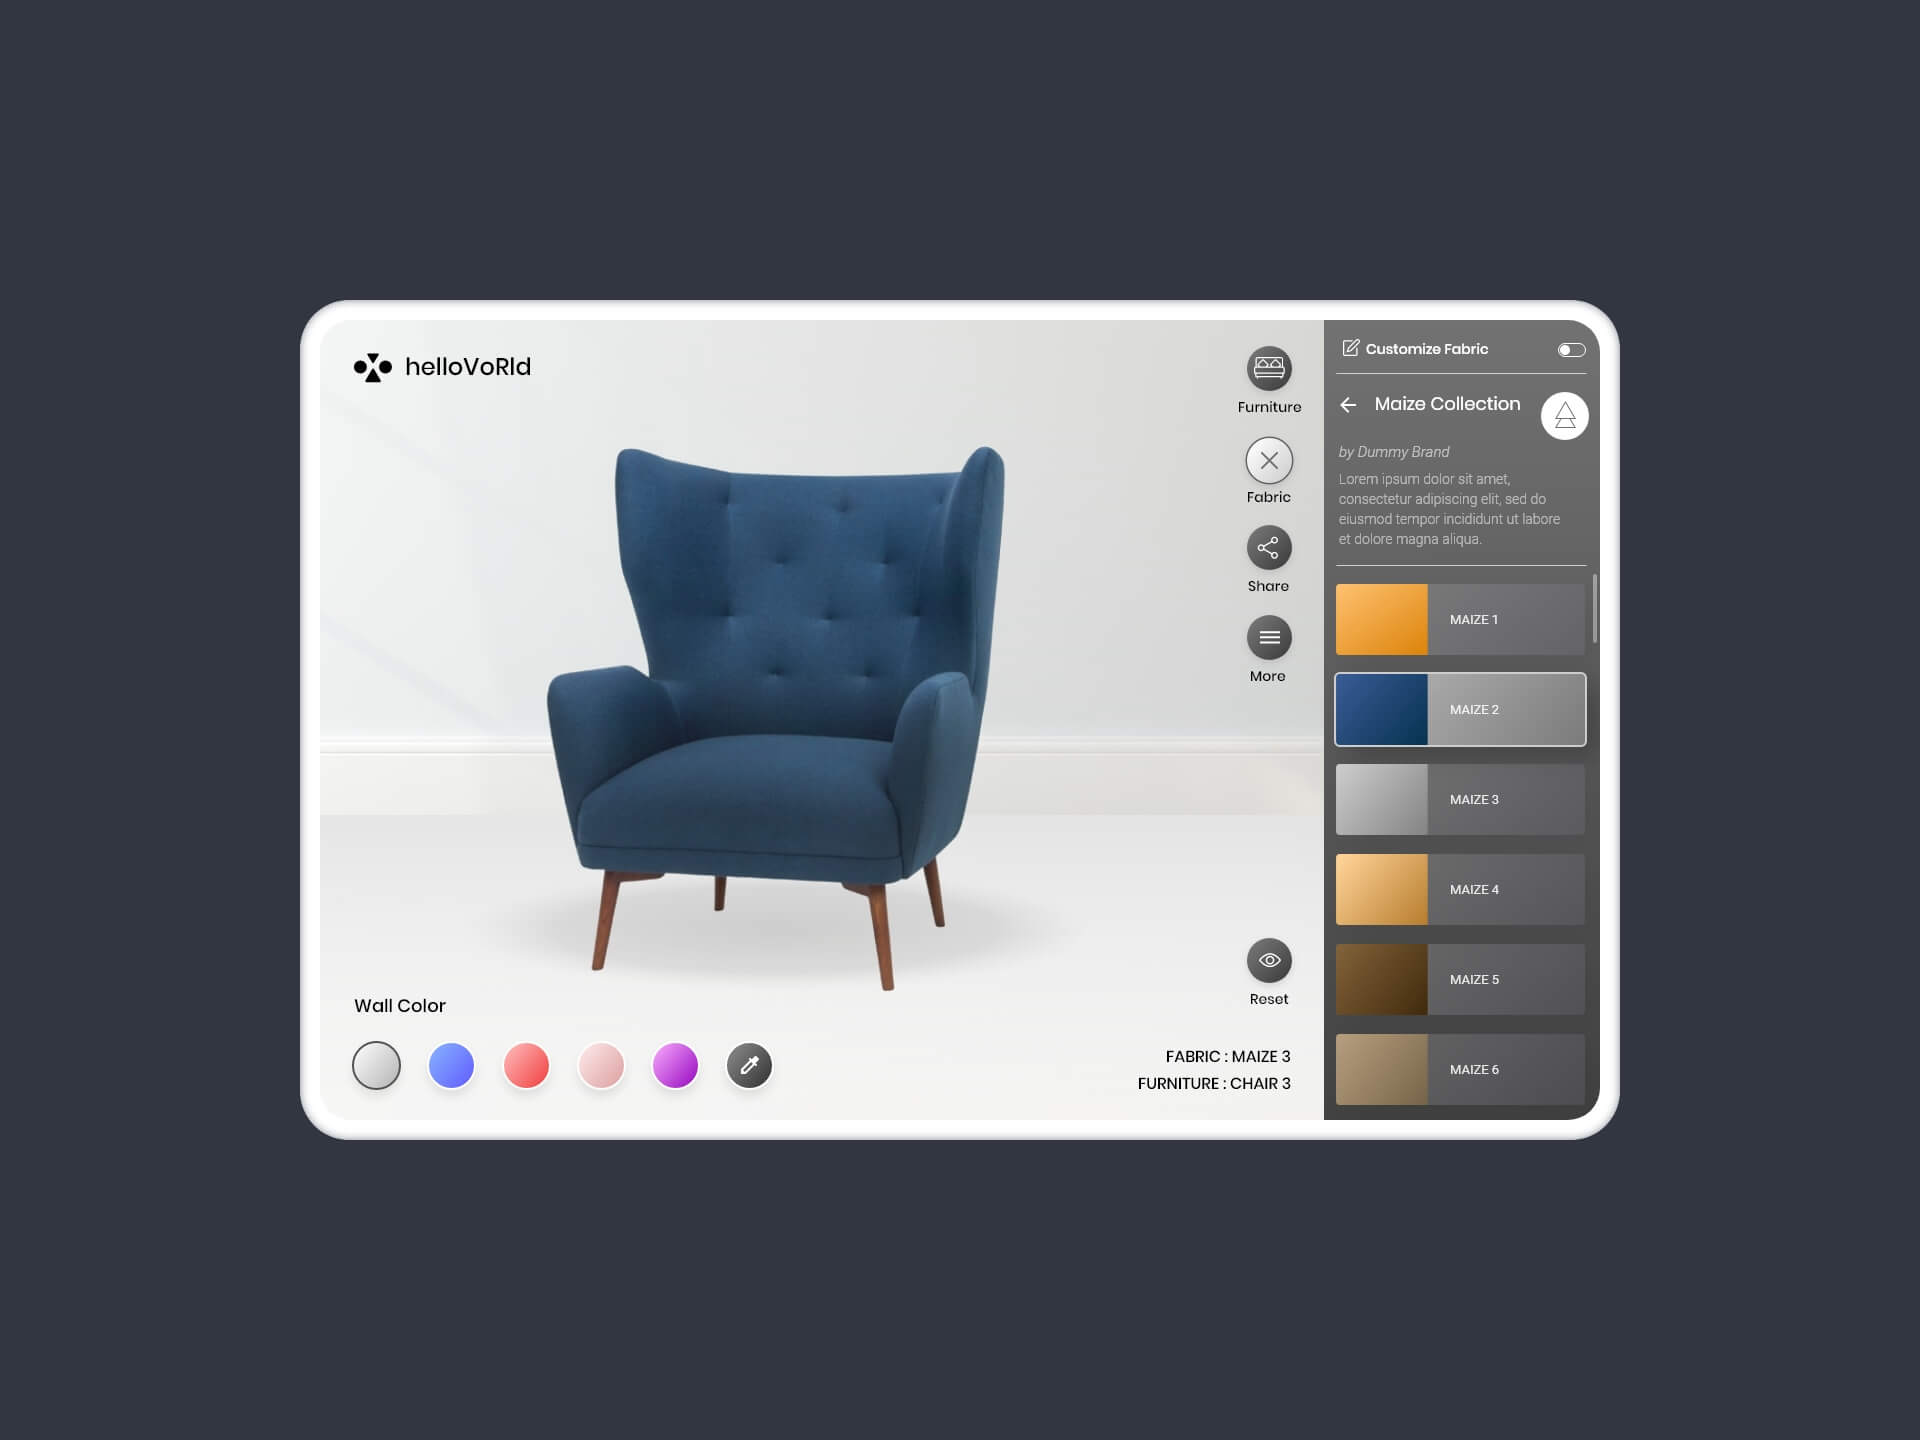 helloVoRld
Furniture
Fabric
Share
More
Reset
Wall Color
FABRIC : MAIZE 3
FURNITURE : CHAIR 3
Customize Fabric
Maize Collection
by Dummy Brand
Lorem ipsum dolor sit amet,
consectetur adipiscing elit, sed do
eiusmod tempor incididunt ut labore
et dolore magna aliqua.
MAIZE 1
MAIZE 2
MAIZE 3
MAIZE 4
MAIZE 5
MAIZE 6